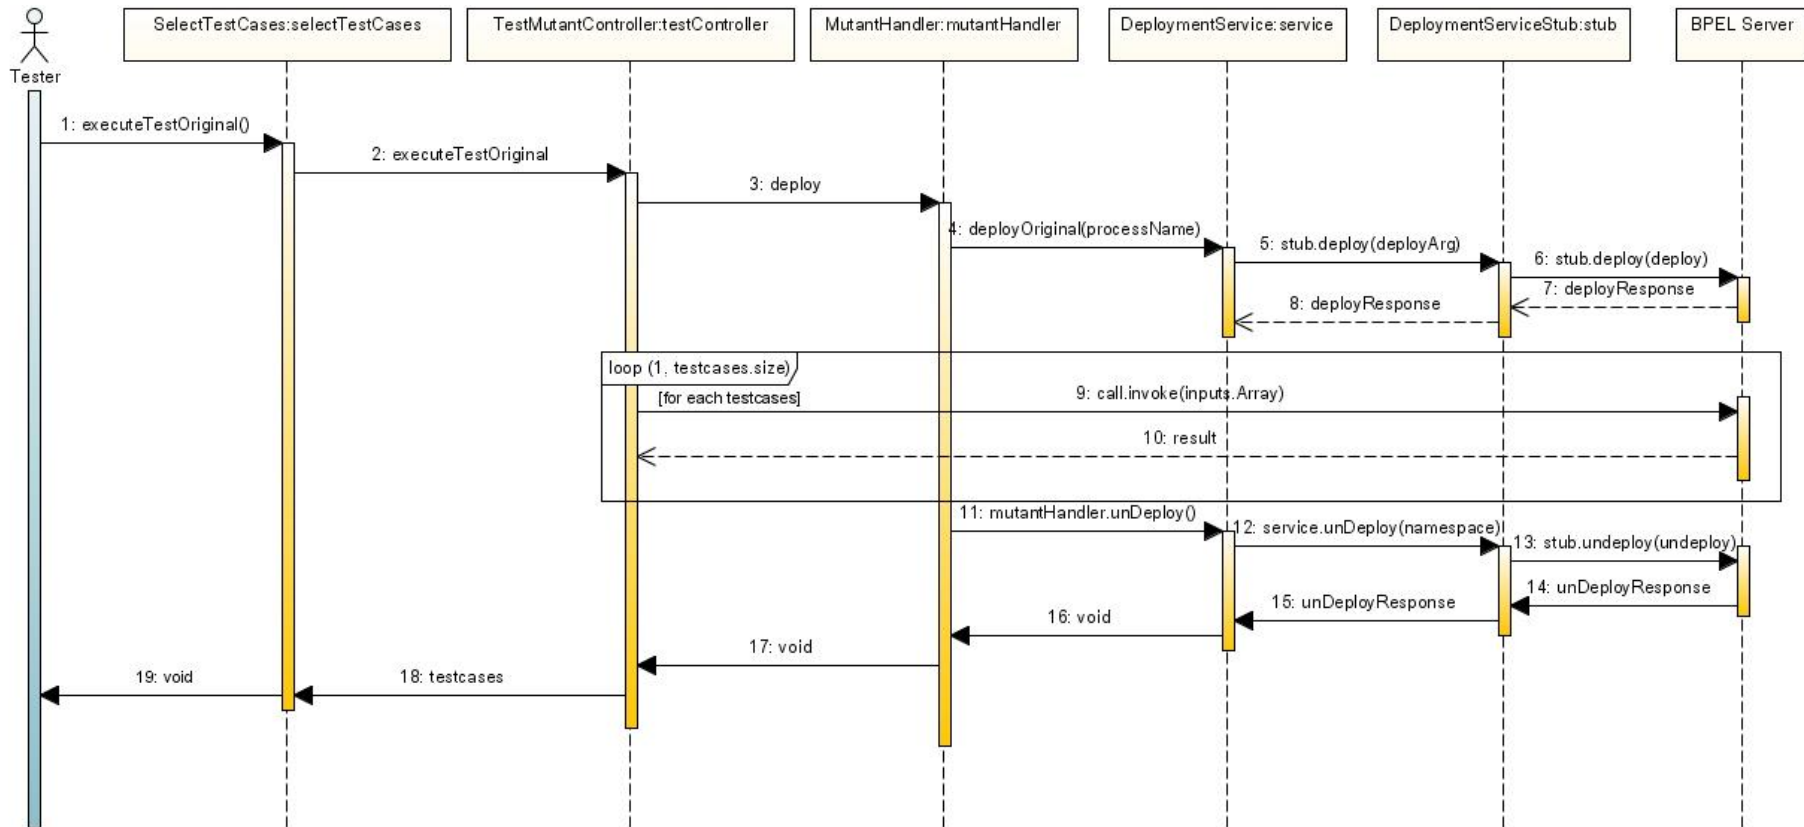 SelectTestCases:selectTestCases
TestMutantController:testController
MutantHandler:mutantHandler
DeploymentService:service
DeploymentServiceStub:stub
BPEL Server
Tester
1: executeTestOriginal()
2: executeTestOriginal
3: deploy
4: deployOriginal(processName)
5: stub.deploy(deployArg)
6: stub.deploy(deploy)
7: deployResponse
8: deployResponse
loop (1, testcases.size)
[for each testcases]
9: call.invoke(inputs.Array)
10: result
11: mutantHandler.unDeploy()
12: service.unDeploy(namespace)
13: stub.undeploy(undeploy)
14: unDeployResponse
15: unDeployResponse
16: void
17: void
18: testcases
19: void